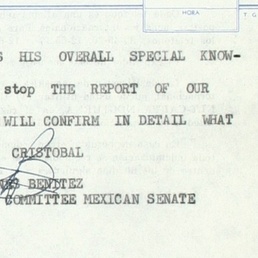 HORA
T. G
S HIS OVERALL SPECIAL KNOW-
stop THE REPORT OF OUR
WILL CONFIRM IN DETAIL WHAT
CRISTOBAL
BENITEZ
COMMITTEE MEXICAN SENATE